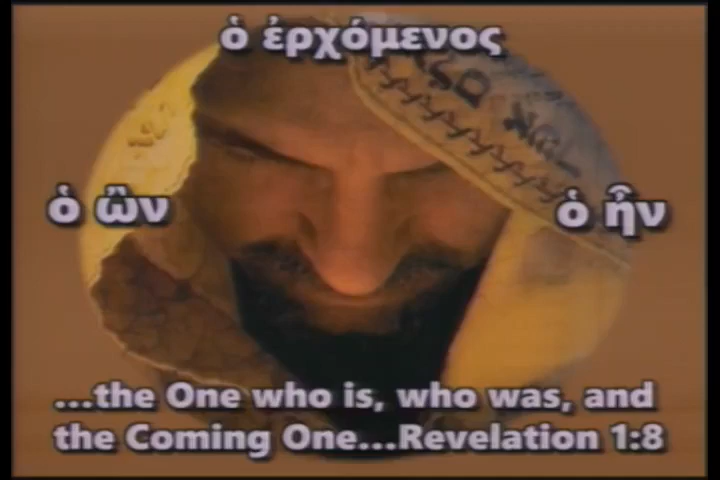 ὁ ἐρχόμενος
ὁ ὢν
ὁ ἦν
...the One who is, who was, and
the Coming One...Revelation 1:8